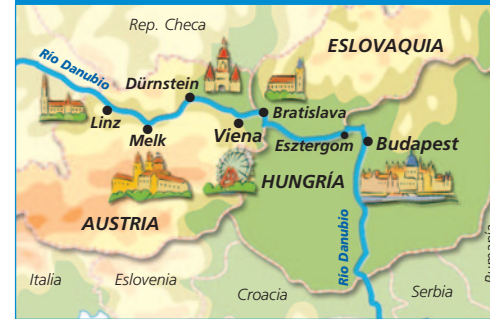 Rep. Checa
ESLOVAQUIA
Río Danubio
Dürnstein
Linz
Melk
Viena
Bratislava
Esztergom
Budapest
HUNGRÍA
AUSTRIA
Río Danubio
Rumanía
Italia
Eslovenia
Croacia
Serbia